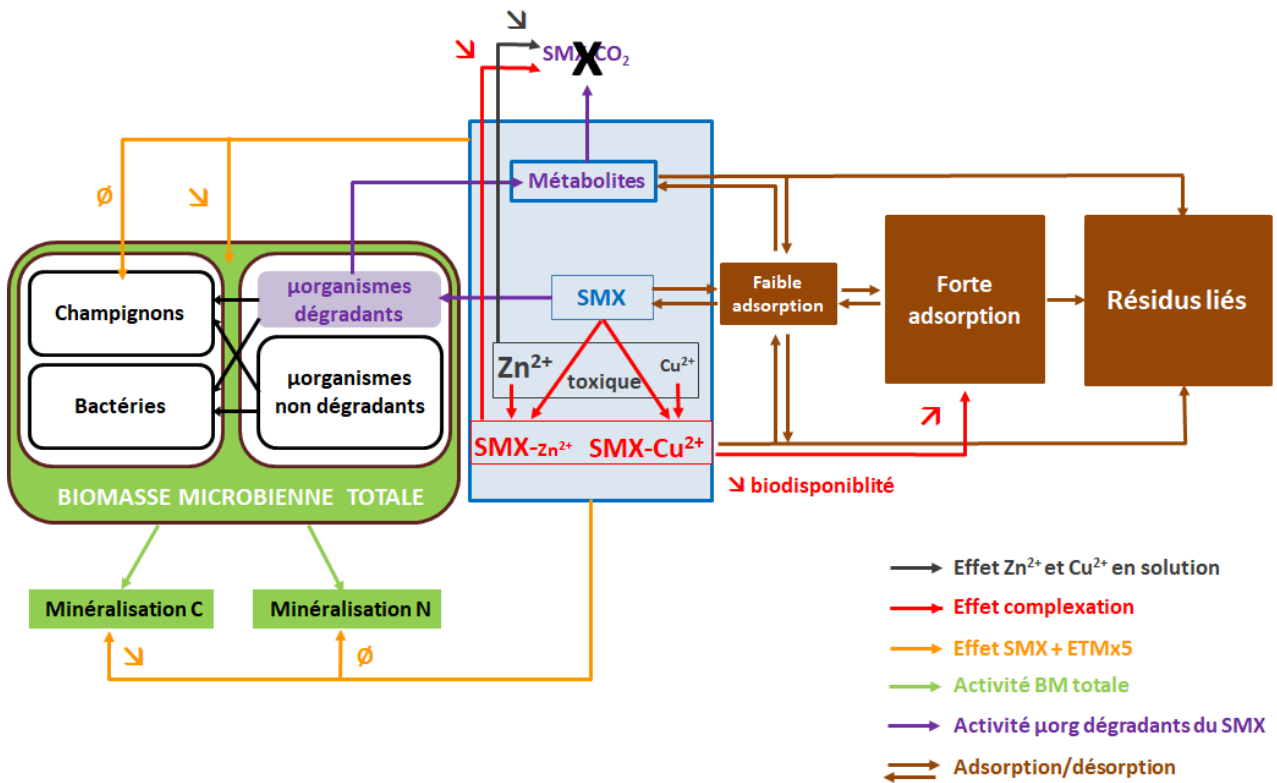 SMX-CO₂
X
Ø
Métabolites
Champignons
µorganismes
dégradants
SMX
Faible
adsorption
Forte
adsorption
Résidus liés
Bactéries
µorganismes
non dégradants
Zn²⁺
toxique
Cu²⁺
SMX-Zn²⁺
SMX-Cu²⁺
BIOMASSE MICROBIENNE TOTALE
↘ biodisponiblité
Minéralisation C
Minéralisation N
Ø
Effet Zn²⁺ et Cu²⁺ en solution
Effet complexation
Effet SMX + ETMx5
Activité BM totale
Activité µorg dégradants du SMX
Adsorption/désorption